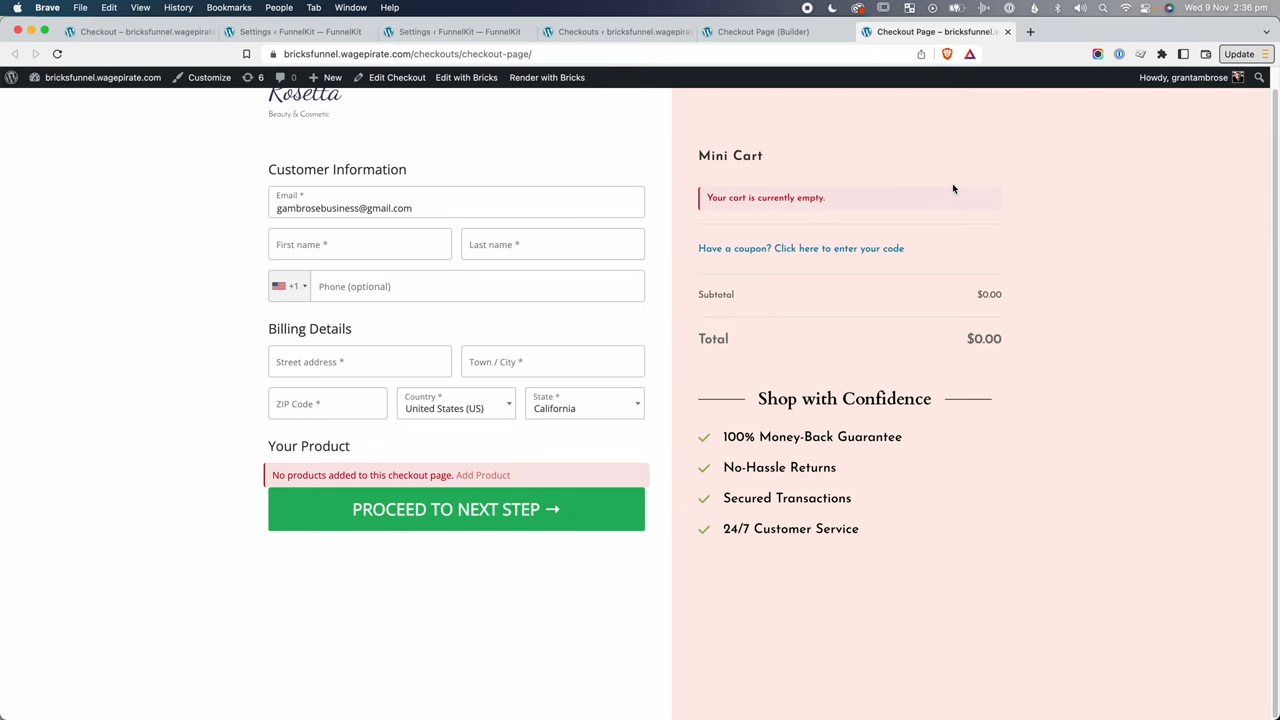 Brave File Edit View History Bookmarks People Tab Window Help
Wed 9 Nov 2:36 pm
Checkout – bricksfunnel.wagepirate
Settings ‹ FunnelKit — FunnelKit
Settings ‹ FunnelKit — FunnelKit
Checkouts ‹ bricksfunnel.wagepirat
Checkout Page (Builder)
Checkout Page – bricksfunnel.w
bricksfunnel.wagepirate.com/checkouts/checkout-page/
Update
bricksfunnel.wagepirate.com Customize 6 0 New Edit Checkout Edit with Bricks Render with Bricks
Howdy, grantambrose
Rosetta
Beauty & Cosmetic
Customer Information
Email *
gambrosebusiness@gmail.com
First name * Last name *
+1 Phone (optional)
Billing Details
Street address * Town / City *
ZIP Code *
Country *
United States (US)
State *
California
Your Product
No products added to this checkout page. Add Product
PROCEED TO NEXT STEP →
Mini Cart
Your cart is currently empty.
Have a coupon? Click here to enter your code
Subtotal $0.00
Total $0.00
Shop with Confidence
100% Money-Back Guarantee
No-Hassle Returns
Secured Transactions
24/7 Customer Service